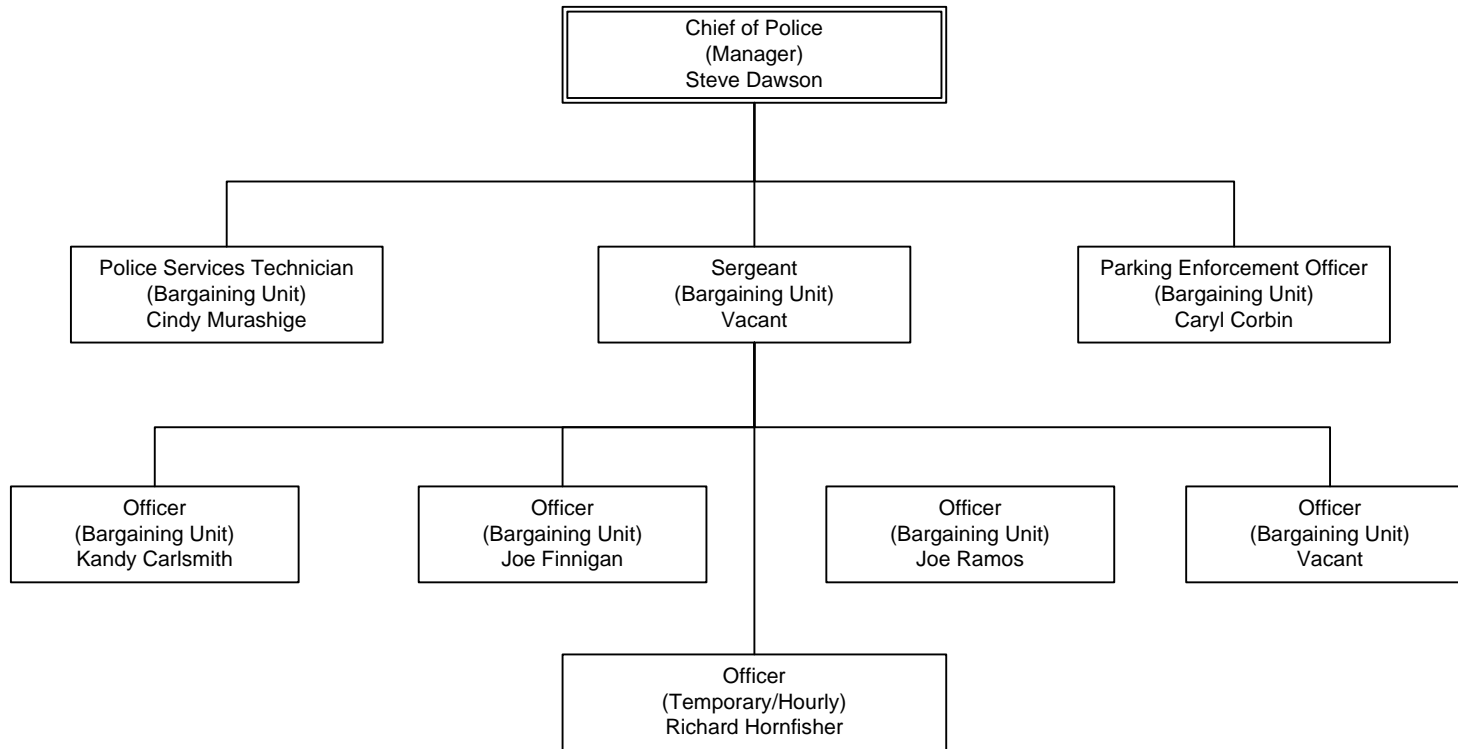 Chief of Police
(Manager)
Steve Dawson
Police Services Technician
(Bargaining Unit)
Cindy Murashige
Sergeant
(Bargaining Unit)
Vacant
Parking Enforcement Officer
(Bargaining Unit)
Caryl Corbin
Officer
(Bargaining Unit)
Kandy Carlsmith
Officer
(Bargaining Unit)
Joe Finnigan
Officer
(Bargaining Unit)
Joe Ramos
Officer
(Bargaining Unit)
Vacant
Officer
(Temporary/Hourly)
Richard Hornfisher